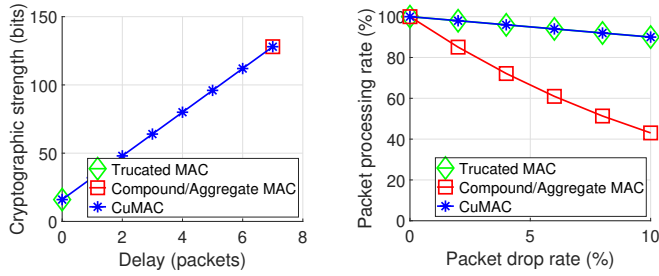 Cryptographic strength (bits)
150
100
50
0
0
2
4
6
8
Delay (packets)
Trucated MAC
Compound/Aggregate MAC
CuMAC
Packet processing rate (%)
100
80
60
40
20
0
0
5
10
Packet drop rate (%)
Trucated MAC
Compound/Aggregate MAC
CuMAC